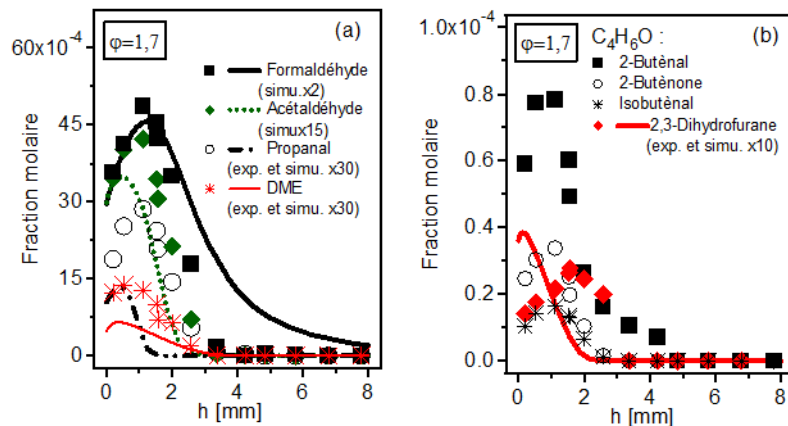 (a)
60x10-4
φ=1,7
Formaldéhyde
(simu.x2)
Acétaldéhyde
(simux15)
Propanal
(exp. et simu. x30)
DME
(exp. et simu. x30)
45
30
15
0
Fraction molaire
0 2 4 6 8
h [mm]
(b)
1.0x10-4
φ=1,7
C4H6O :
2-Butènal
2-Butènone
Isobutènal
2,3-Dihydrofurane
(exp. et simu. x10)
0.8
0.6
0.4
0.2
0.0
Fraction molaire
0 2 4 6 8
h [mm]